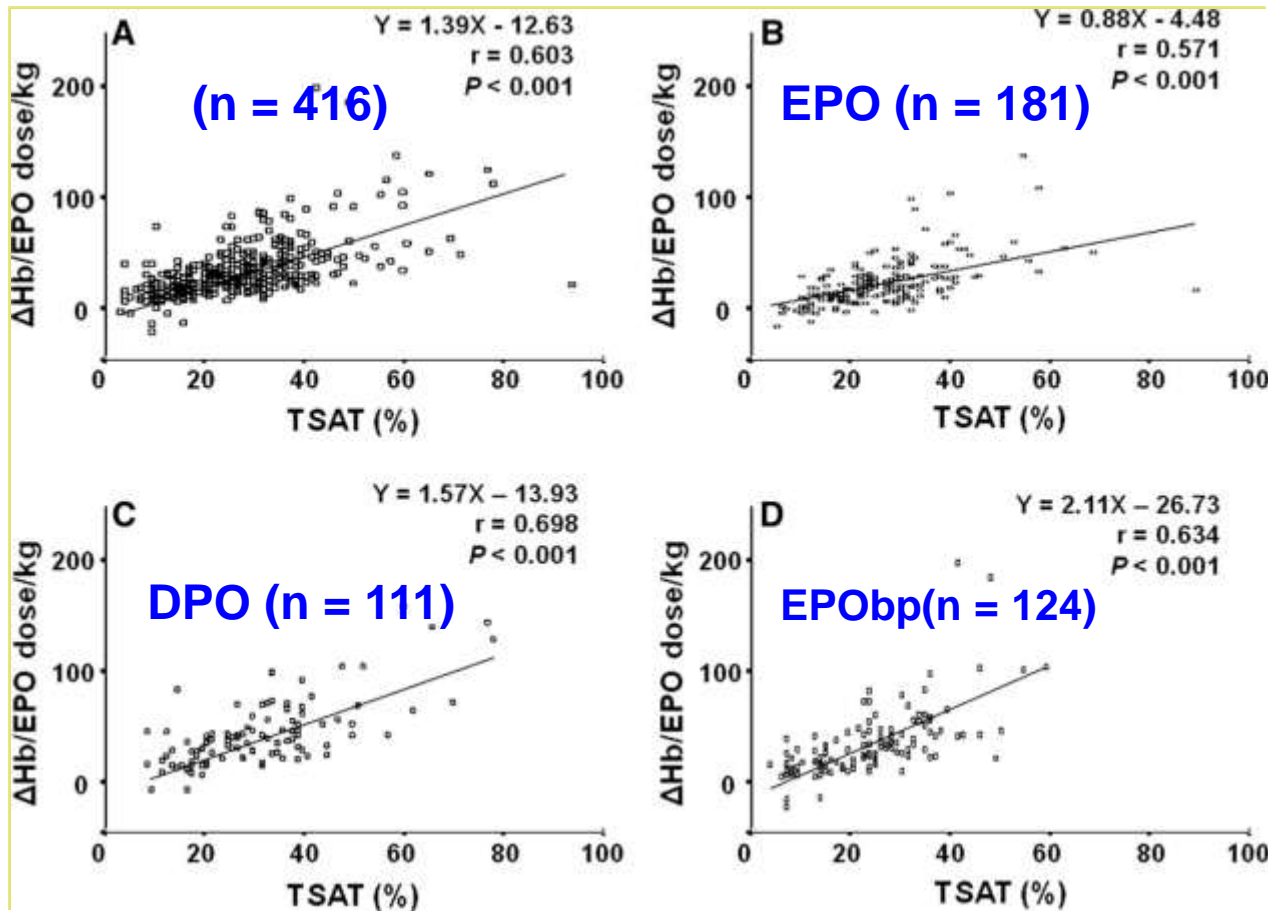 A
Y = 1.39X - 12.63
r = 0.603
P < 0.001
(n = 416)
ΔHb/EPO dose/kg
200
100
0
0 20 40 60 80 100
TSAT (%)
B
Y = 0.88X - 4.48
r = 0.571
P < 0.001
EPO (n = 181)
ΔHb/EPO dose/kg
200
100
0
0 20 40 60 80 100
TSAT (%)
C
Y = 1.57X – 13.93
r = 0.698
P < 0.001
DPO (n = 111)
ΔHb/EPO dose/kg
200
100
0
0 20 40 60 80 100
TSAT (%)
D
Y = 2.11X – 26.73
r = 0.634
P < 0.001
EPObp(n = 124)
ΔHb/EPO dose/kg
200
100
0
0 20 40 60 80 100
TSAT (%)